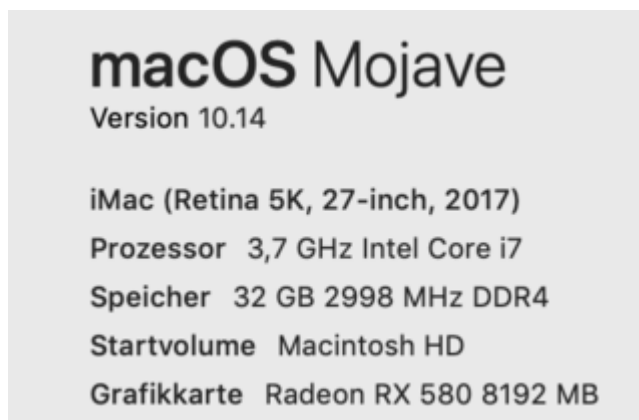 macOS Mojave
Version 10.14
iMac (Retina 5K, 27-inch, 2017)
Prozessor 3,7 GHz Intel Core i7
Speicher 32 GB 2998 MHz DDR4
Startvolume Macintosh HD
Grafikkarte Radeon RX 580 8192 MB